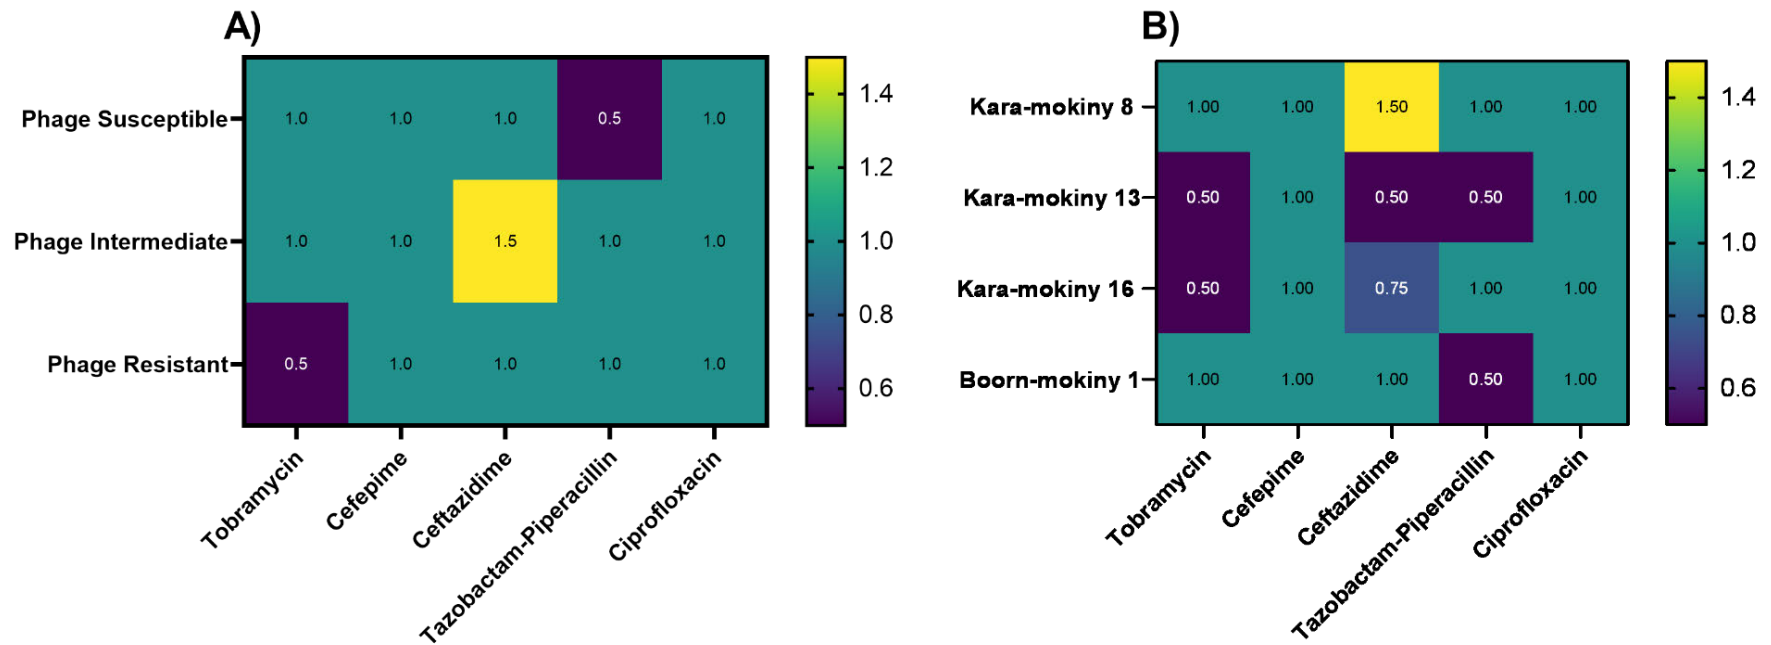 A)
Phage Susceptible 1.0 1.0 1.0 0.5 1.0
Phage Intermediate 1.0 1.0 1.5 1.0 1.0
Phage Resistant 0.5 1.0 1.0 1.0 1.0
Tobramycin
Cefepime
Ceftazidime
Tazobactam-Piperacillin
Ciprofloxacin
1.4
1.2
1.0
0.8
0.6
B)
Kara-mokiny 8 1.00 1.00 1.50 1.00 1.00
Kara-mokiny 13 0.50 1.00 0.50 0.50 1.00
Kara-mokiny 16 0.50 1.00 0.75 1.00 1.00
Boorn-mokiny 1 1.00 1.00 1.00 0.50 1.00
Tobramycin
Cefepime
Ceftazidime
Tazobactam-Piperacillin
Ciprofloxacin
1.4
1.2
1.0
0.8
0.6